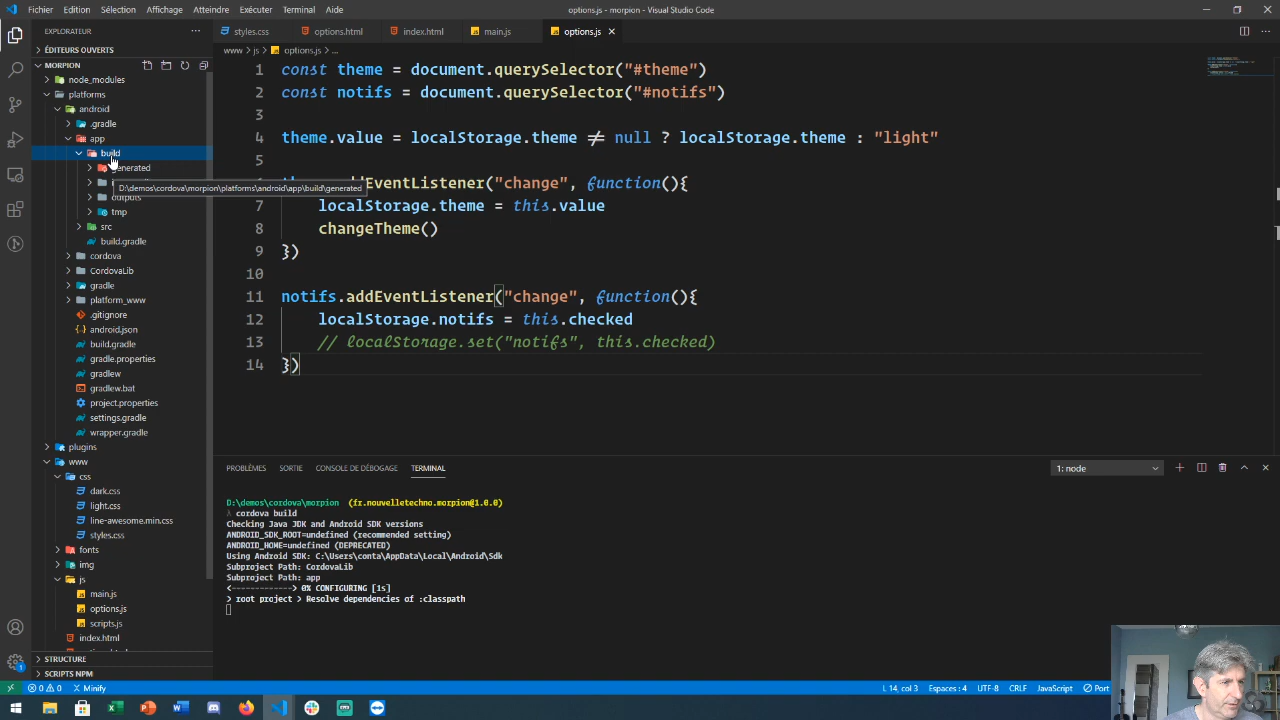 Fichier Edition Sélection Affichage Atteindre Exécuter Terminal Aide
options.js - morpion - Visual Studio Code
EXPLORATEUR ...
styles.css options.html index.html main.js options.js
ÉDITEURS OUVERTS
www > js > options.js > ...
MORPION
node_modules
platforms
android
.gradle
app
build
generated
D:\demos\cordova\morpion\platforms\android\app\build\generated
outputs
tmp
src
build.gradle
cordova
CordovaLib
gradle
platform_www
.gitignore
android.json
build.gradle
gradle.properties
gradlew
gradlew.bat
project.properties
settings.gradle
wrapper.gradle
plugins
www
css
dark.css
light.css
line-awesome.min.css
styles.css
fonts
img
js
main.js
options.js
scripts.js
index.html
STRUCTURE
SCRIPTS NPM
1 const theme = document.querySelector("#theme")
2 const notifs = document.querySelector("#notifs")
3
4 theme.value = localStorage.theme ≠ null ? localStorage.theme : "light"
5
addEventListener("change", function(){
7 localStorage.theme = this.value
8 changeTheme()
9 })
10
11 notifs.addEventListener("change", function(){
12 localStorage.notifs = this.checked
13 // localStorage.set("notifs", this.checked)
14 })
PROBLÈMES SORTIE CONSOLE DE DÉBOGAGE TERMINAL
1: node
D:\demos\cordova\morpion (fr.nouvelletechno.morpion@1.0.0)
λ cordova build
Checking Java JDK and Android SDK versions
ANDROID_SDK_ROOT=undefined (recommended setting)
ANDROID_HOME=undefined (DEPRECATED)
Using Android SDK: C:\Users\conta\AppData\Local\Android\Sdk
Subproject Path: CordovaLib
Subproject Path: app
<-------------> 0% CONFIGURING [1s]
> root project > Resolve dependencies of :classpath
0 0 Minify
L 14, col 3 Espaces : 4 UTF-8 CRLF JavaScript Port